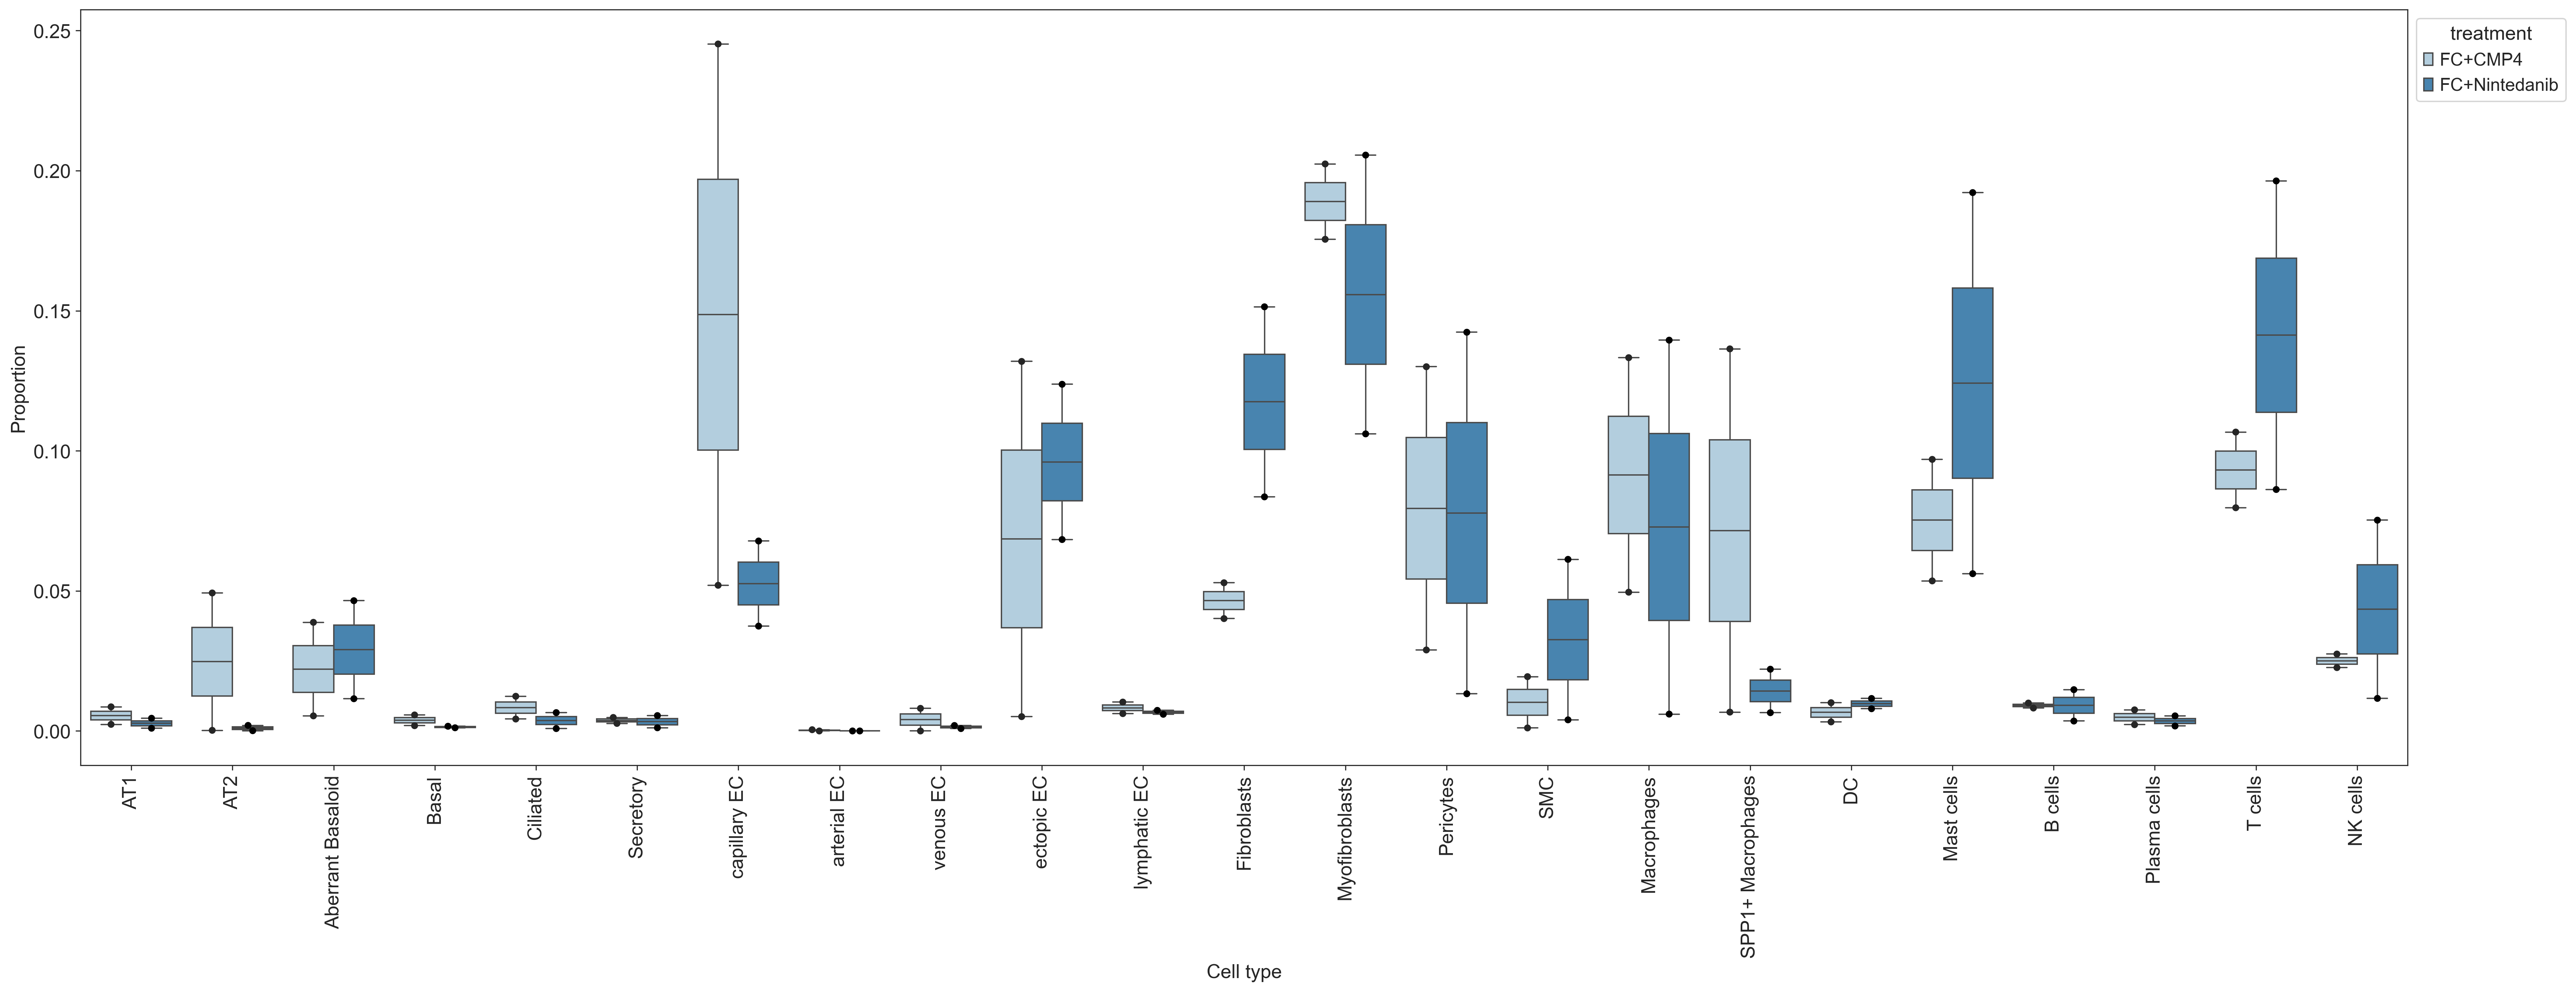 treatment
FC+CMP4
FC+Nintedanib
0.25
0.20
0.15
0.10
0.05
0.00
Proportion
AT1
AT2
Aberrant Basaloid
Basal
Ciliated
Secretory
capillary EC
arterial EC
venous EC
ectopic EC
lymphatic EC
Fibroblasts
Myofibroblasts
Pericytes
SMC
Macrophages
SPP1+ Macrophages
DC
Mast cells
B cells
Plasma cells
T cells
NK cells
Cell type